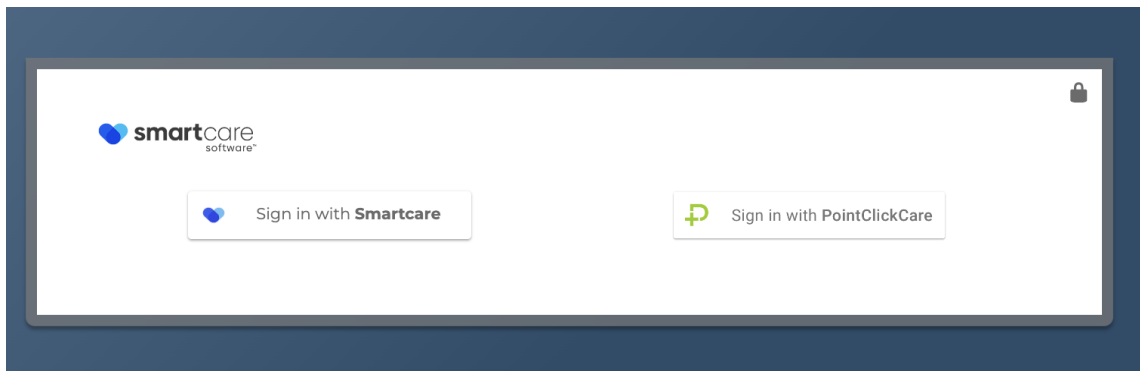 smartcare
software™
Sign in with Smartcare
Sign in with PointClickCare